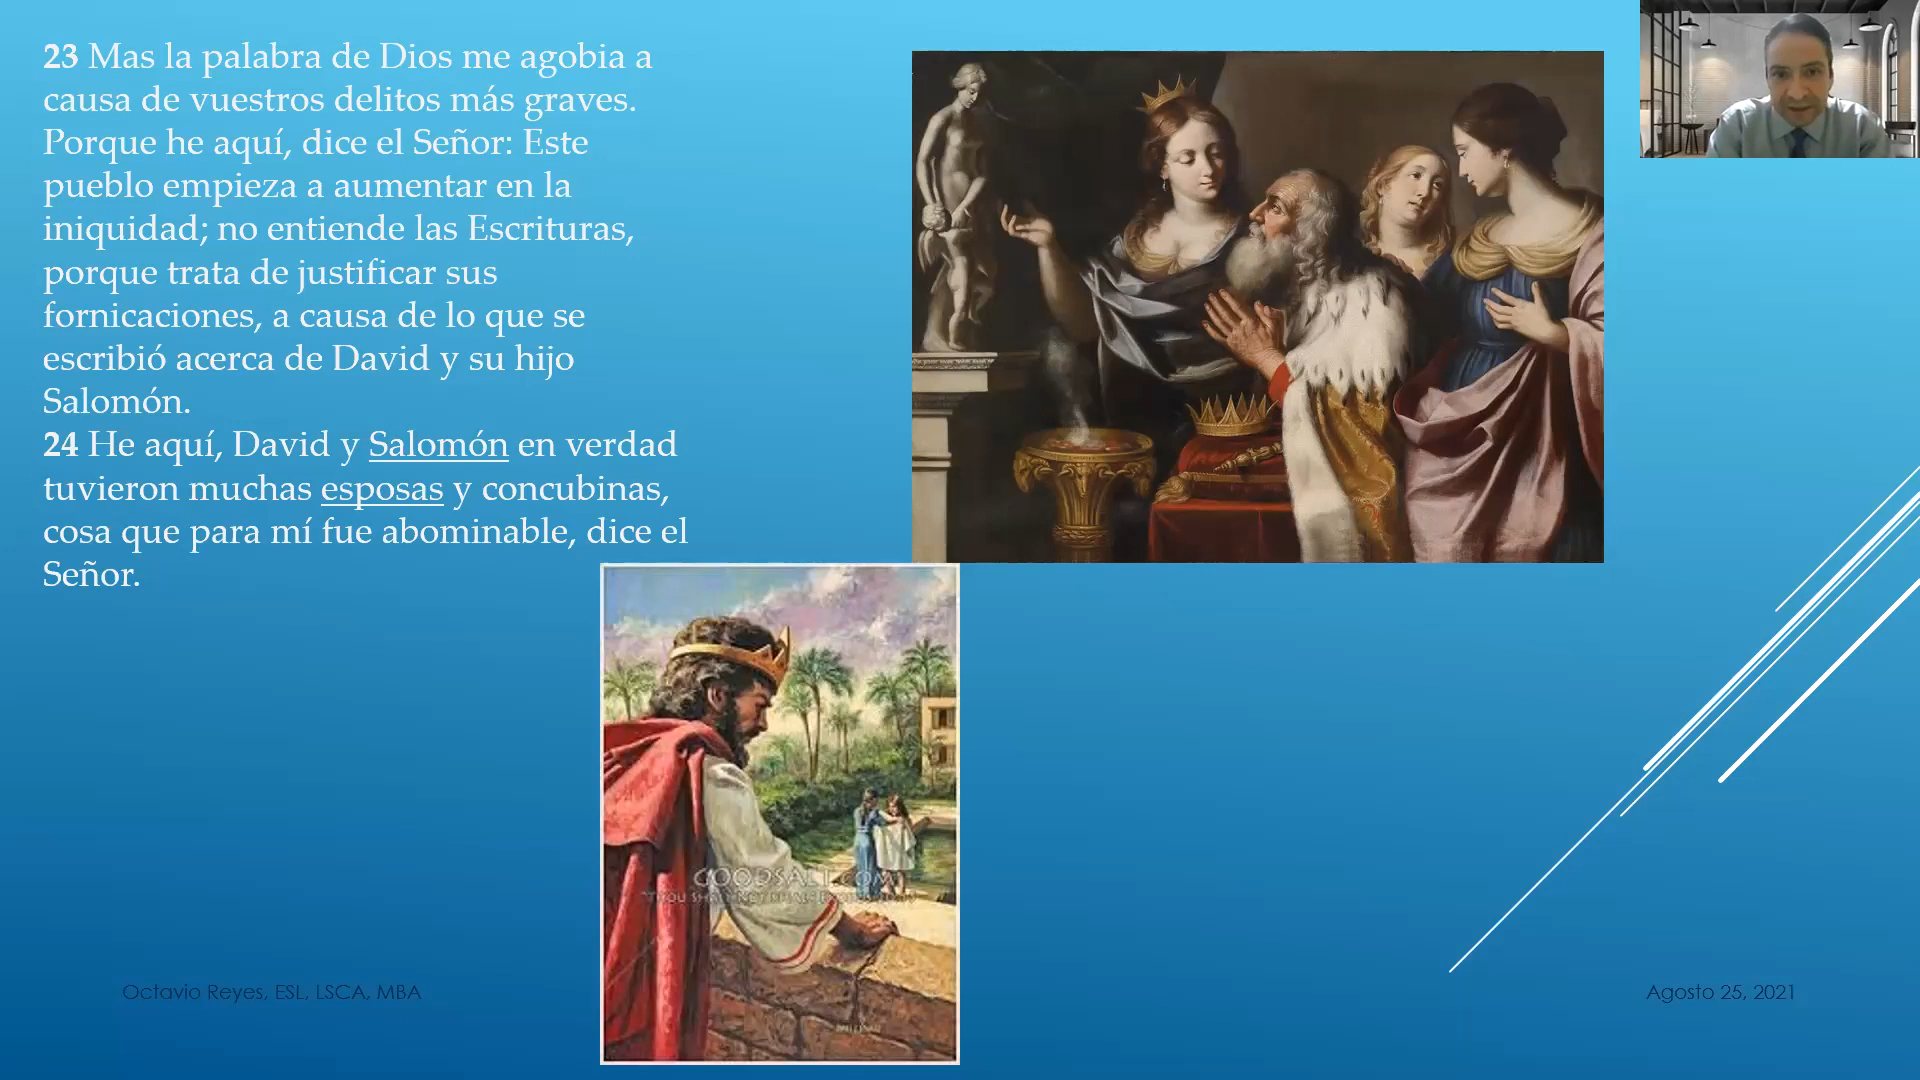 23 Mas la palabra de Dios me agobia a
causa de vuestros delitos más graves.
Porque he aquí, dice el Señor: Este
pueblo empieza a aumentar en la
iniquidad; no entiende las Escrituras,
porque trata de justificar sus
fornicaciones, a causa de lo que se
escribió acerca de David y su hijo
Salomón.
24 He aquí, David y Salomón en verdad
tuvieron muchas esposas y concubinas,
cosa que para mí fue abominable, dice el
Señor.
GOODSALT.COM
Octavio Reyes, ESL, LSCA, MBA
Agosto 25, 2021